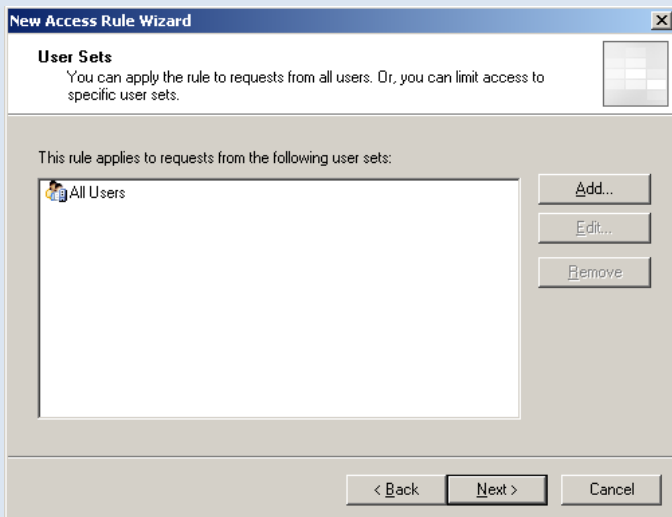 New Access Rule Wizard
User Sets
You can apply the rule to requests from all users. Or, you can limit access to
specific user sets.
This rule applies to requests from the following user sets:
All Users
Add...
Edit...
Remove
< Back
Next >
Cancel